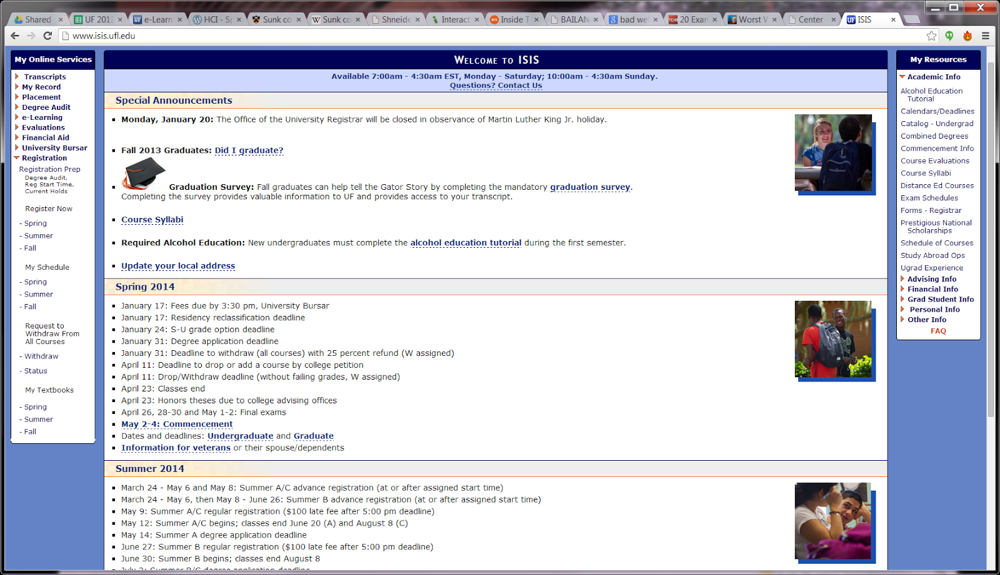 Shared
UF 2013
e-Learn
HCI - S
Sunk co
Sunk co
Shneide
Interact
Inside T
BAILAN
bad we
20 Exan
Worst
Center
ISIS
www.isis.ufl.edu
My Online Services
Transcripts
My Record
Placement
Degree Audit
e-Learning
Evaluations
Financial Aid
University Bursar
Registration
Registration Prep
Degree Audit,
Reg Start Time,
Current Holds
Register Now
- Spring
- Summer
- Fall
My Schedule
- Spring
- Summer
- Fall
Request to
Withdraw From
All Courses
- Withdraw
- Status
My Textbooks
- Spring
- Summer
- Fall
Welcome to ISIS
Available 7:00am - 4:30am EST, Monday - Saturday; 10:00am - 4:30am Sunday.
Questions? Contact Us
Special Announcements
Monday, January 20: The Office of the University Registrar will be closed in observance of Martin Luther King Jr. holiday.
Fall 2013 Graduates: Did I graduate?
Graduation Survey: Fall graduates can help tell the Gator Story by completing the mandatory graduation survey.
Completing the survey provides valuable information to UF and provides access to your transcript.
Course Syllabi
Required Alcohol Education: New undergraduates must complete the alcohol education tutorial during the first semester.
Update your local address
Spring 2014
January 17: Fees due by 3:30 pm, University Bursar
January 17: Residency reclassification deadline
January 24: S-U grade option deadline
January 31: Degree application deadline
January 31: Deadline to withdraw (all courses) with 25 percent refund (W assigned)
April 11: Deadline to drop or add a course by college petition
April 11: Drop/Withdraw deadline (without failing grades, W assigned)
April 23: Classes end
April 23: Honors theses due to college advising offices
April 26, 28-30 and May 1-2: Final exams
May 2-4: Commencement
Dates and deadlines: Undergraduate and Graduate
Information for veterans or their spouse/dependents
Summer 2014
March 24 - May 6 and May 8: Summer A/C advance registration (at or after assigned start time)
March 24 - May 6, then May 8 - June 26: Summer B advance registration (at or after assigned start time)
May 9: Summer A/C regular registration ($100 late fee after 5:00 pm deadline)
May 12: Summer A/C begins; classes end June 20 (A) and August 8 (C)
May 14: Summer A degree application deadline
June 27: Summer B regular registration ($100 late fee after 5:00 pm deadline)
June 30: Summer B begins; classes end August 8
July 2: Summer B/C degree application deadline
My Resources
Academic Info
Alcohol Education
Tutorial
Calendars/Deadlines
Catalog - Undergrad
Combined Degrees
Commencement Info
Course Evaluations
Course Syllabi
Distance Ed Courses
Exam Schedules
Forms - Registrar
Prestigious National
Scholarships
Schedule of Courses
Study Abroad Ops
Ugrad Experience
Advising Info
Financial Info
Grad Student Info
Personal Info
Other Info
FAQ